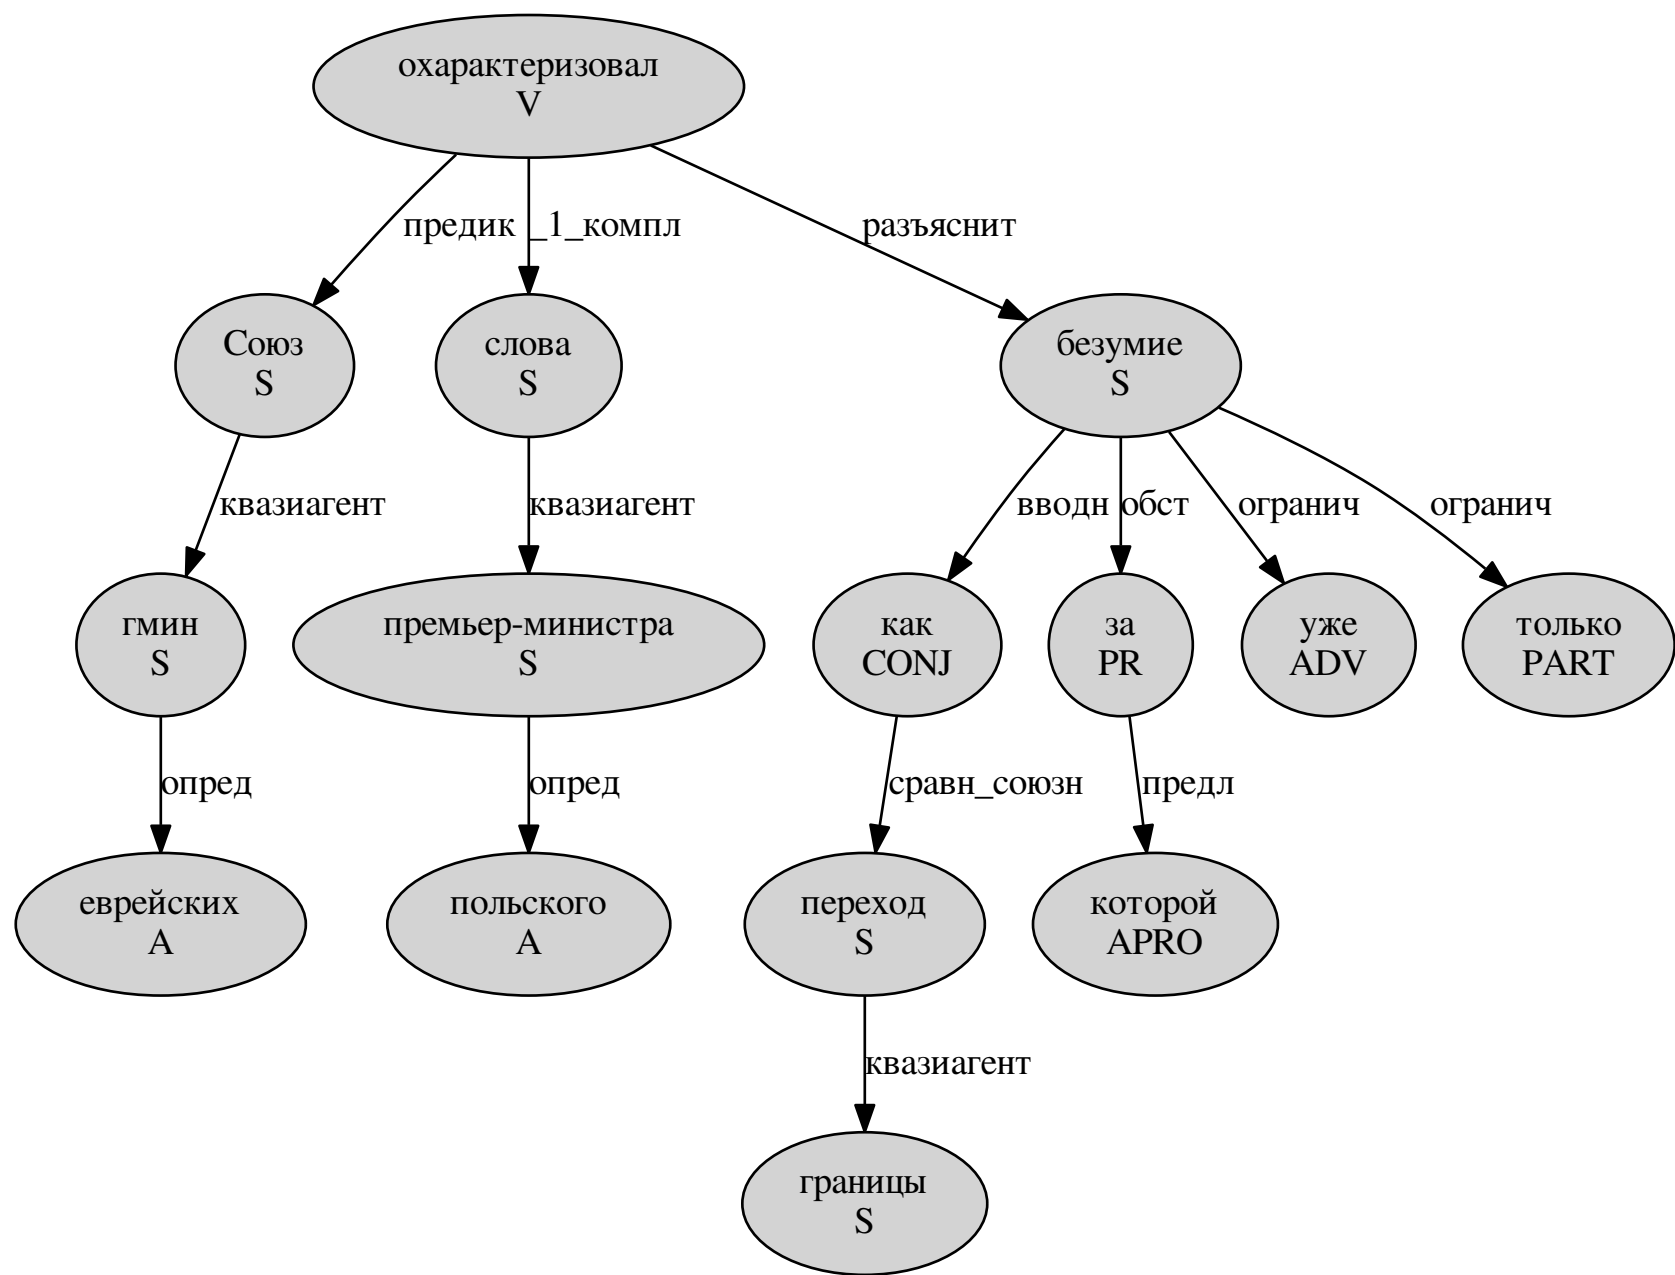 охарактеризовал
V
предик
_1_компл
разъяснит
Союз
S
слова
S
безумие
S
квазиагент
квазиагент
вводн
обст
огранич
огранич
гмин
S
премьер-министра
S
как
CONJ
за
PR
уже
ADV
только
PART
опред
опред
сравн_союзн
предл
еврейских
A
польского
A
переход
S
которой
APRO
квазиагент
границы
S